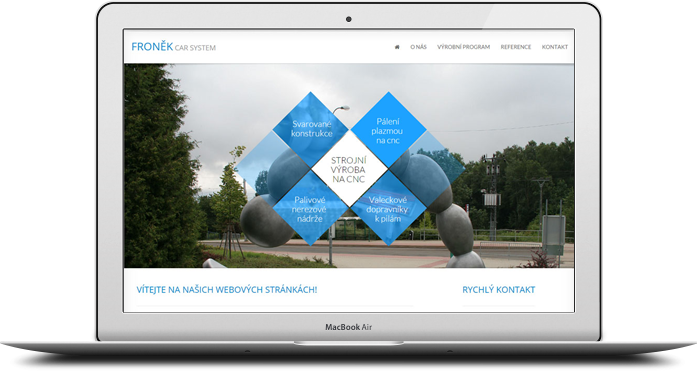 FRONĚK CAR SYSTEM
O NÁS VÝROBNÍ PROGRAM REFERENCE KONTAKT
Svařované
konstrukce
Pálení
plazmou
na cnc
STROJNÍ
VÝROBA
NA CNC
Palivové
nerezové
nádrže
Válečkové
dopravníky
k pilám
VÍTEJTE NA NAŠICH WEBOVÝCH STRÁNKÁCH!
RYCHLÝ KONTAKT
MacBook Air